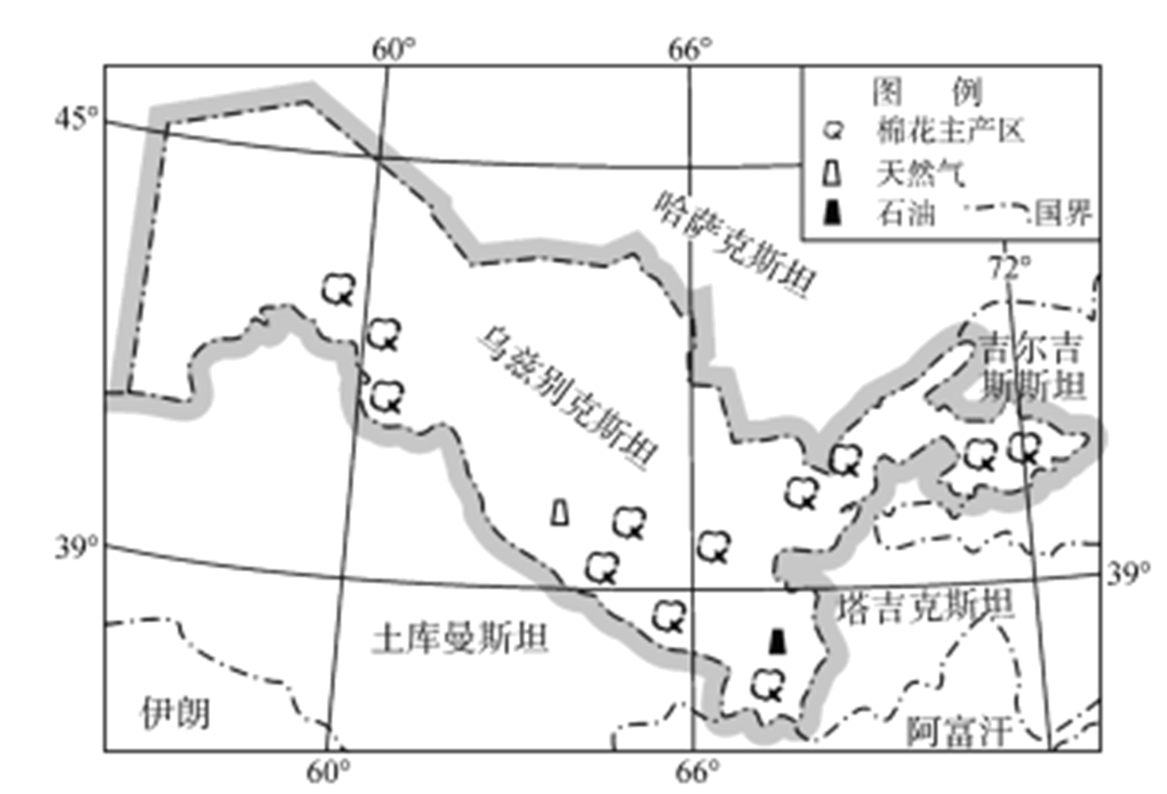 60°
66°
45°
图 例
棉花主产区
天然气
石油
国界
哈萨克斯坦
72°
乌兹别克斯坦
吉尔吉
斯斯坦
39°
39°
塔吉克斯坦
土库曼斯坦
伊朗
阿富汗
60°
66°